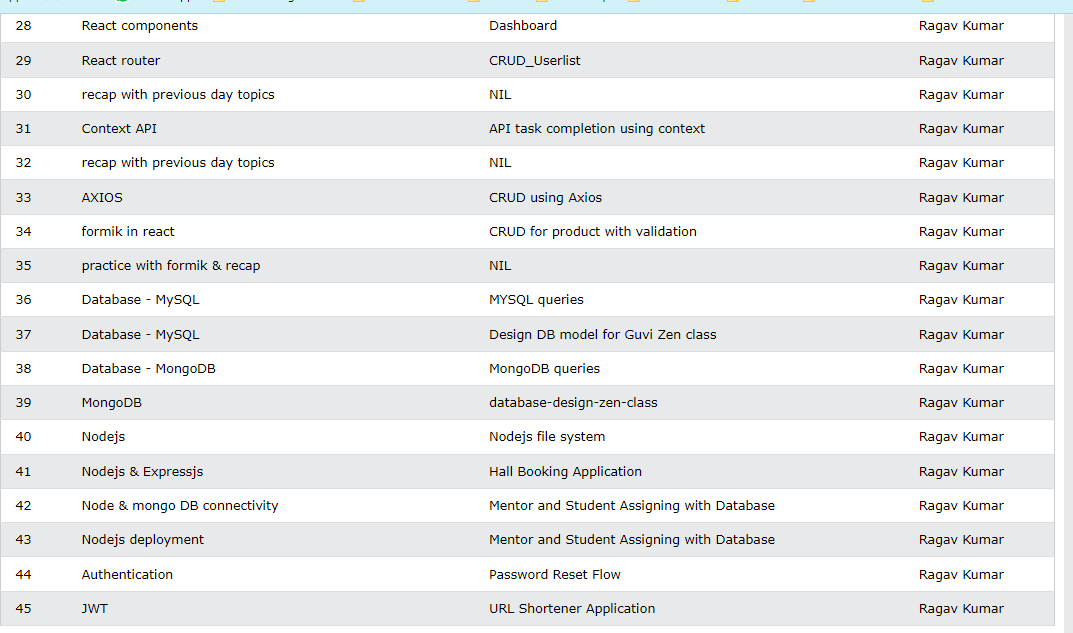 28 React components Dashboard Ragav Kumar
29 React router CRUD_Userlist Ragav Kumar
30 recap with previous day topics NIL Ragav Kumar
31 Context API API task completion using context Ragav Kumar
32 recap with previous day topics NIL Ragav Kumar
33 AXIOS CRUD using Axios Ragav Kumar
34 formik in react CRUD for product with validation Ragav Kumar
35 practice with formik & recap NIL Ragav Kumar
36 Database - MySQL MYSQL queries Ragav Kumar
37 Database - MySQL Design DB model for Guvi Zen class Ragav Kumar
38 Database - MongoDB MongoDB queries Ragav Kumar
39 MongoDB database-design-zen-class Ragav Kumar
40 Nodejs Nodejs file system Ragav Kumar
41 Nodejs & Expressjs Hall Booking Application Ragav Kumar
42 Node & mongo DB connectivity Mentor and Student Assigning with Database Ragav Kumar
43 Nodejs deployment Mentor and Student Assigning with Database Ragav Kumar
44 Authentication Password Reset Flow Ragav Kumar
45 JWT URL Shortener Application Ragav Kumar